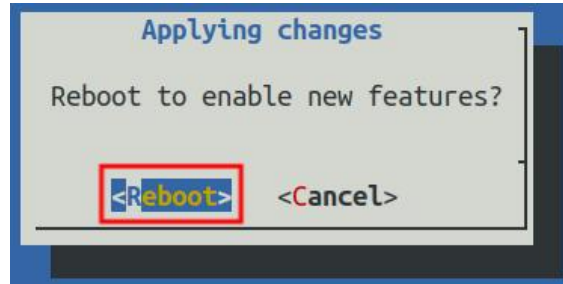 Applying changes
Reboot to enable new features?
<Reboot> <Cancel>